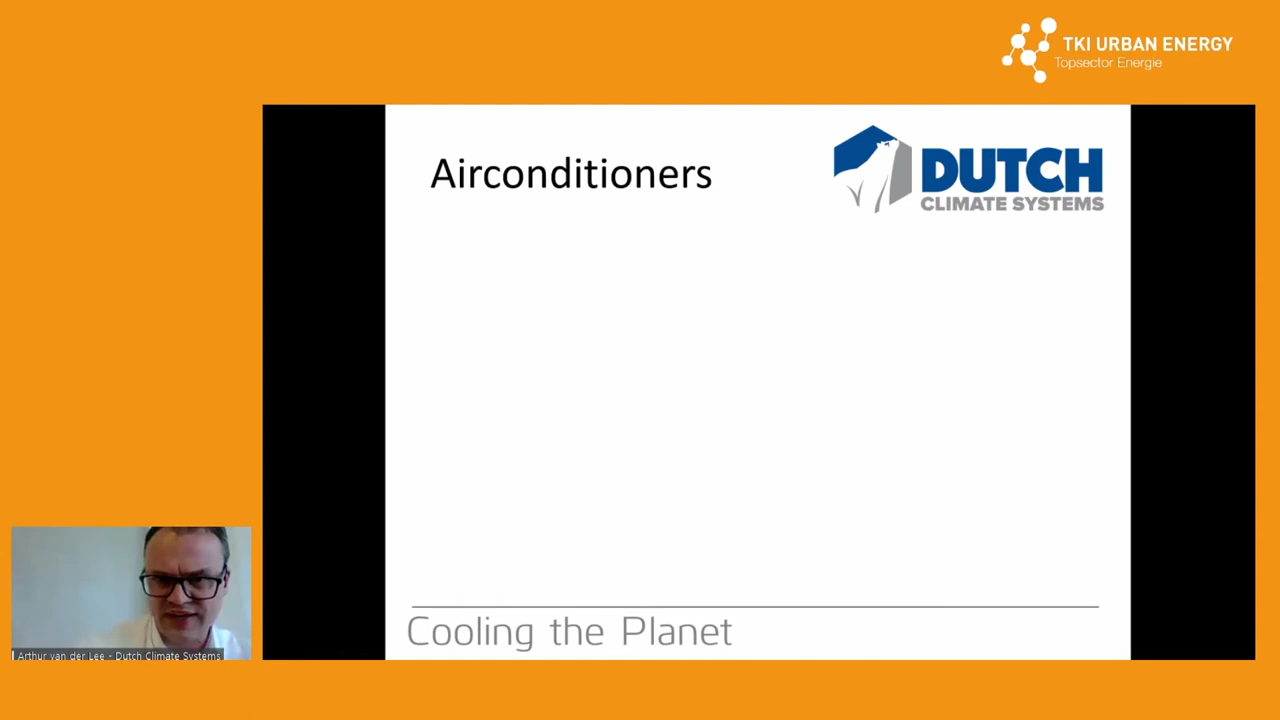 TKI URBAN ENERGY
Topsector Energie
Airconditioners
DUTCH
CLIMATE SYSTEMS
Cooling the Planet
Arthur van der Lee - Dutch Climate Systems